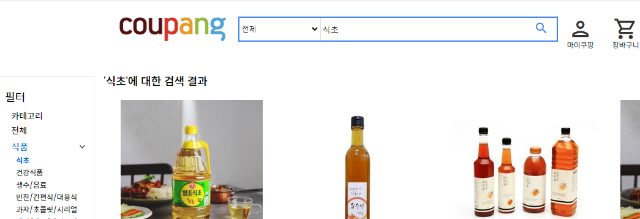 coupang
전체 식초
마이쿠팡 장바구니
'식초'에 대한 검색 결과
필터
카테고리
전체
식품
식초
건강식품
생수/음료
반찬/간편식/대용식
과자/초콜릿/시리얼